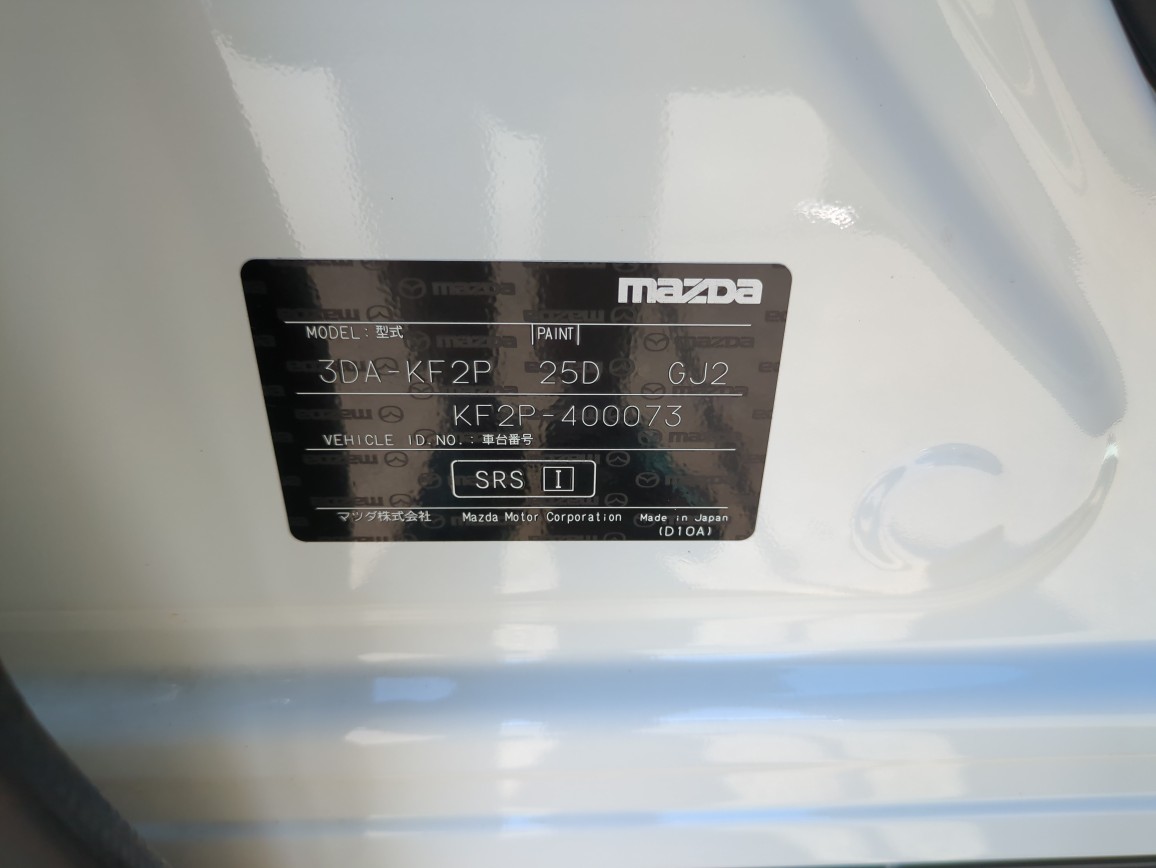 mazda
MODEL : 型式 PAINT
3DA-KF2P 25D GJ2
KF2P-400073
VEHICLE ID.NO. : 車台番号
SRS I
マツダ株式会社 Mazda Motor Corporation Made in Japan
(D10A)